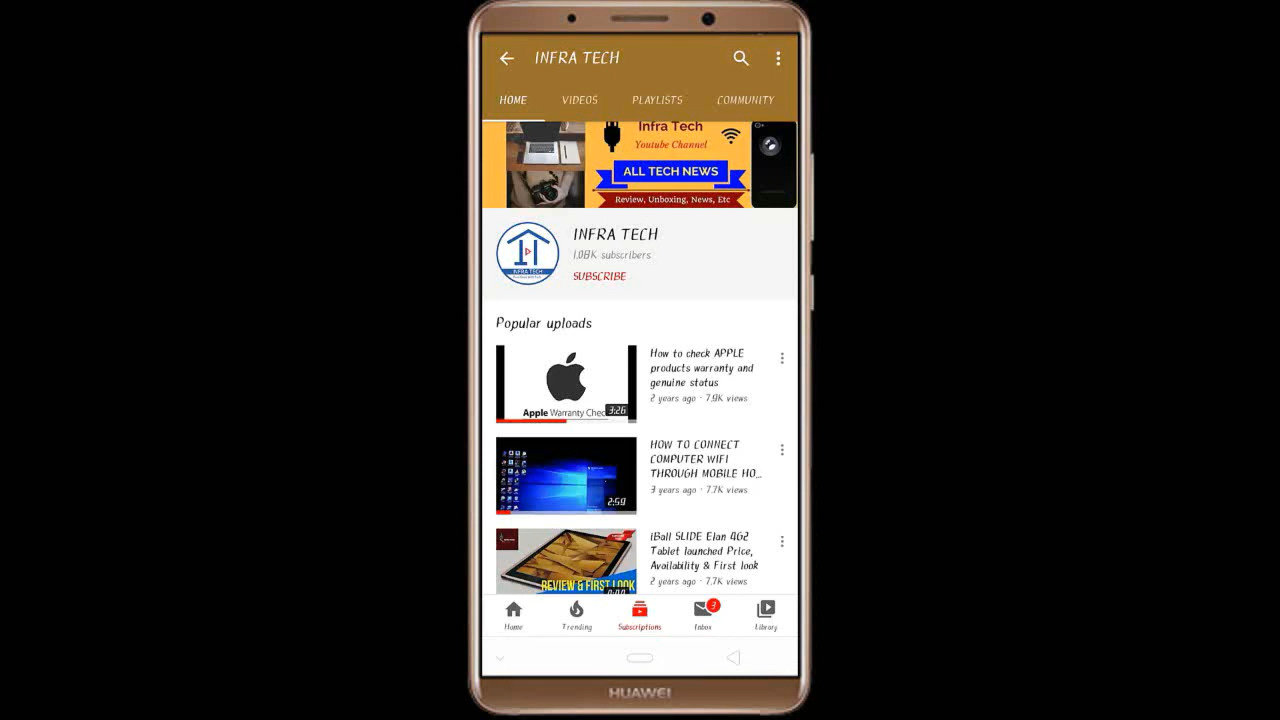 INFRA TECH
HOME VIDEOS PLAYLISTS COMMUNITY
Infra Tech
Youtube Channel
ALL TECH NEWS
Review, Unboxing, News, Etc
INFRA TECH
INFRA TECH
1.08K subscribers
SUBSCRIBE
Popular uploads
How to check APPLE
products warranty and
genuine status
2 years ago · 7.9K views
Apple Warranty Chec
3:26
HOW TO CONNECT
COMPUTER WIFI
THROUGH MOBILE HO...
3 years ago · 7.7K views
2:59
iBall SLIDE Elan 4G2
Tablet launched Price,
Availability & First look
2 years ago · 7.7K views
REVIEW & FIRST LOOK
3
Home Trending Subscriptions Inbox Library
HUAWEI